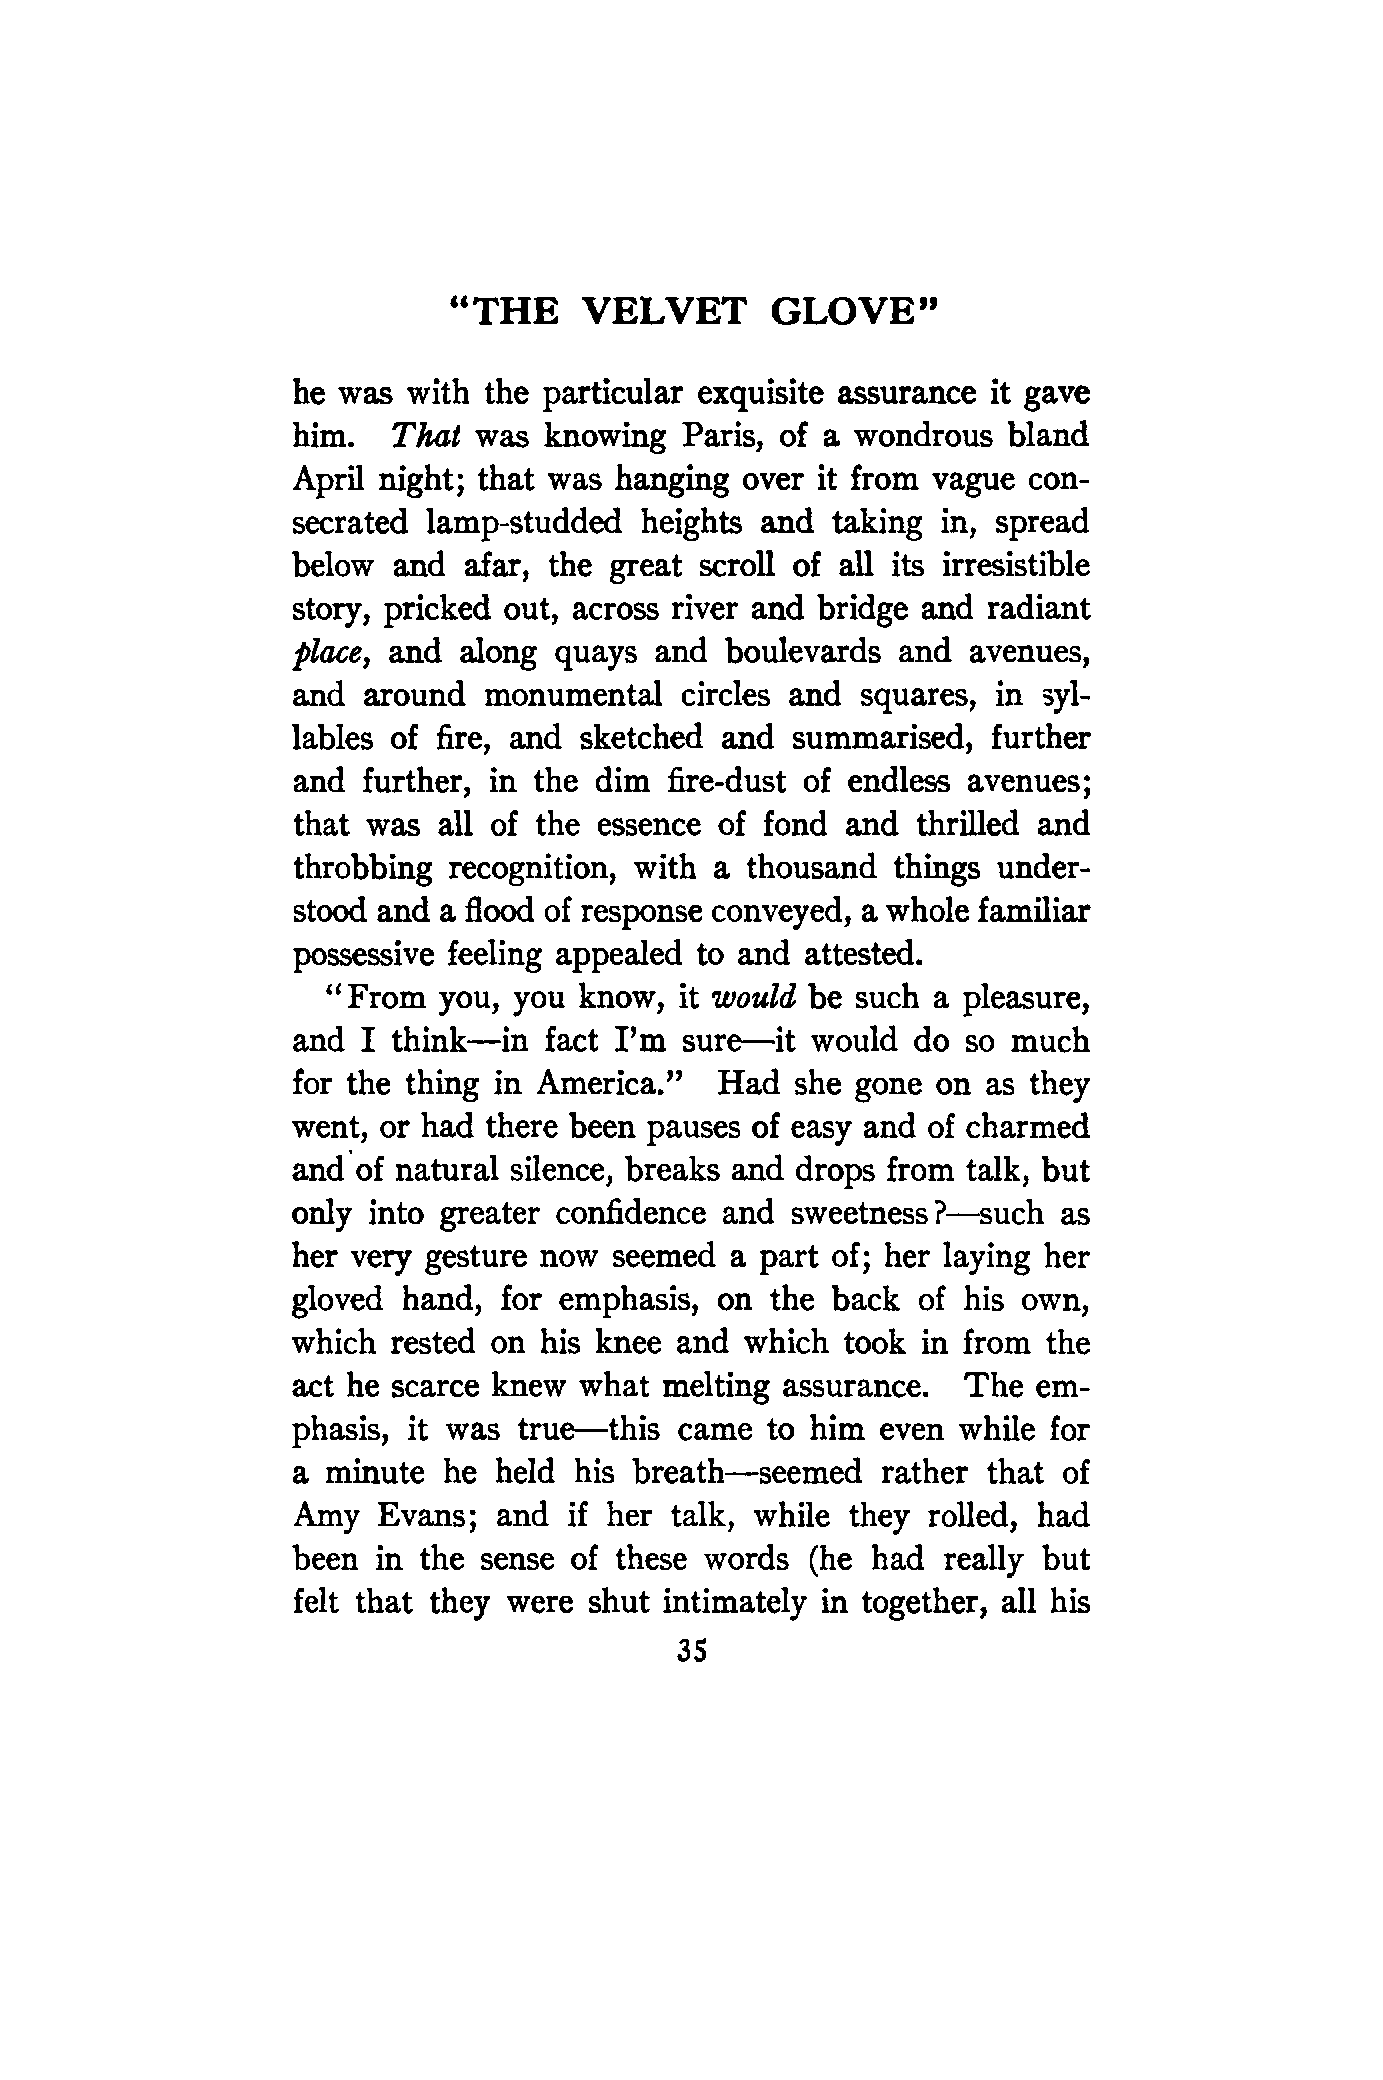 "THE VELVET GLOVE"
he was with the particular exquisite assurance it gave
him. That was knowing Paris, of a wondrous bland
April night; that was hanging over it from vague con-
secrated lamp-studded heights and taking in, spread
below and afar, the great scroll of all its irresistible
story, pricked out, across river and bridge and radiant
place, and along quays and boulevards and avenues,
and around monumental circles and squares, in syl-
lables of fire, and sketched and summarised, further
and further, in the dim fire-dust of endless avenues;
that was all of the essence of fond and thrilled and
throbbing recognition, with a thousand things under-
stood and a flood of response conveyed, a whole familiar
possessive feeling appealed to and attested.
"From you, you know, it would be such a pleasure,
and I think—in fact I'm sure—it would do so much
for the thing in America." Had she gone on as they
went, or had there been pauses of easy and of charmed
and of natural silence, breaks and drops from talk, but
only into greater confidence and sweetness?—such as
her very gesture now seemed a part of; her laying her
gloved hand, for emphasis, on the back of his own,
which rested on his knee and which took in from the
act he scarce knew what melting assurance. The em-
phasis, it was true—this came to him even while for
a minute he held his breath—seemed rather that of
Amy Evans; and if her talk, while they rolled, had
been in the sense of these words (he had really but
felt that they were shut intimately in together, all his
35